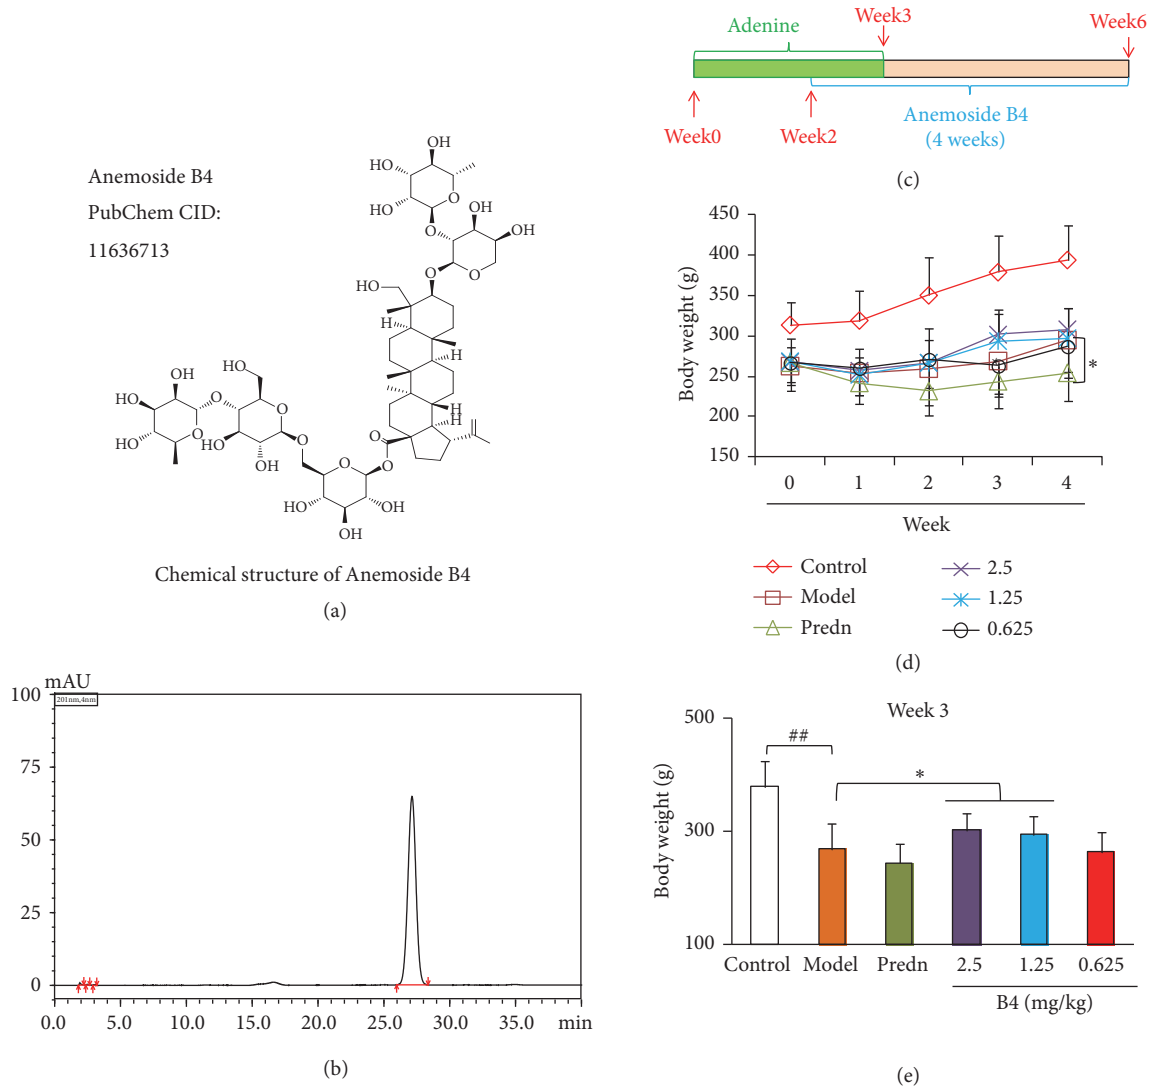 Anemoside B4
PubChem CID:
11636713
OH
HO
HO
HO
O
O
OH
OH
O
O
HO
H
H
H
H
HO
OH
HO
HO
O
O
O
HO
HO
OH
O
O
O
O
O
HO
OH
OH
Chemical structure of Anemoside B4
(a)
mAU
201nm,4nm
100
75
50
25
0
0.0 5.0 10.0 15.0 20.0 25.0 30.0 35.0 min
(b)
Adenine
Week3
Week6
Week0
Week2
Anemoside B4
(4 weeks)
(c)
Body weight (g)
450
400
350
300
250
200
150
*
0 1 2 3 4
Week
Control
Model
Predn
2.5
1.25
0.625
(d)
Week 3
Body weight (g)
500
300
100
##
*
Control Model Predn 2.5 1.25 0.625
B4 (mg/kg)
(e)